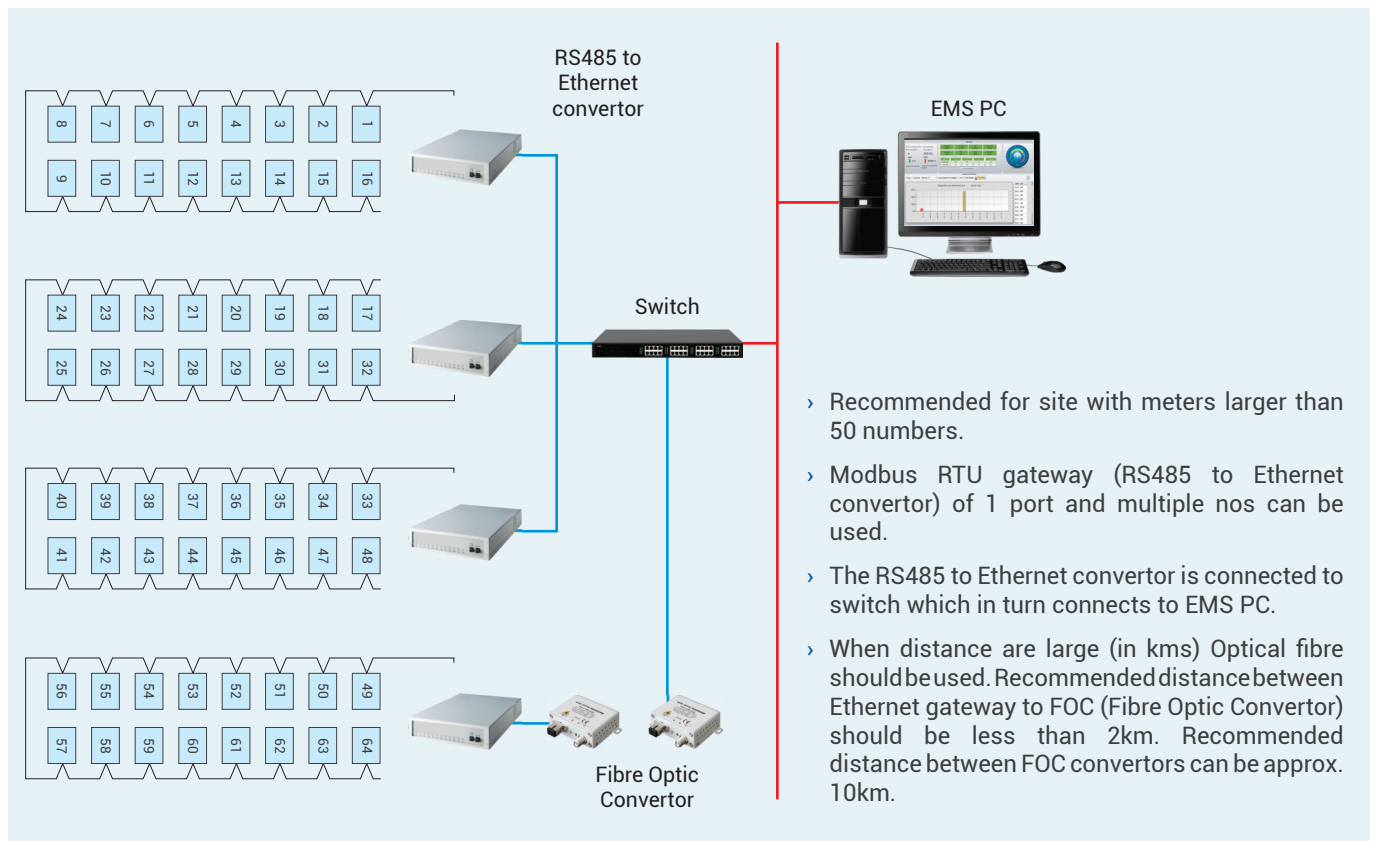 RS485 to
Ethernet
convertor
EMS PC
8 7 6 5 4 3 2 1
9 10 11 12 13 14 15 16
24 23 22 21 20 19 18 17
25 26 27 28 29 30 31 32
Switch
40 39 38 37 36 35 34 33
41 42 43 44 45 46 47 48
56 55 54 53 52 51 50 49
57 58 59 60 61 62 63 64
Fibre Optic
Convertor
› Recommended for site with meters larger than
50 numbers.
› Modbus RTU gateway (RS485 to Ethernet
convertor) of 1 port and multiple nos can be
used.
› The RS485 to Ethernet convertor is connected to
switch which in turn connects to EMS PC.
› When distance are large (in kms) Optical fibre
should be used. Recommended distance between
Ethernet gateway to FOC (Fibre Optic Convertor)
should be less than 2km. Recommended
distance between FOC convertors can be approx.
10km.